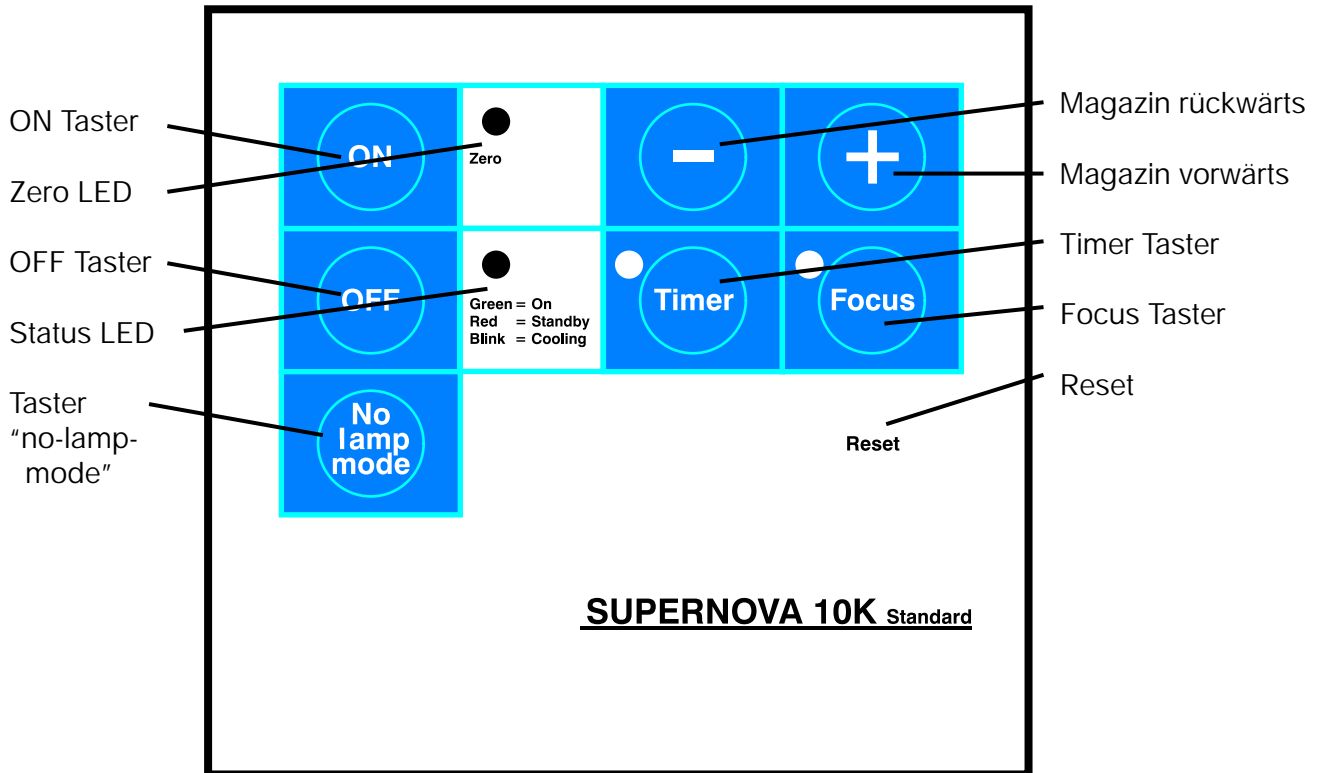 ON Taster
Zero LED
OFF Taster
Status LED
Taster
“no-lamp-
mode”
ON
Zero
OFF
Green = On
Red = Standby
Blink = Cooling
Timer
Focus
No
lamp
mode
Reset
SUPERNOVA 10K Standard
Magazin rückwärts
Magazin vorwärts
Timer Taster
Focus Taster
Reset